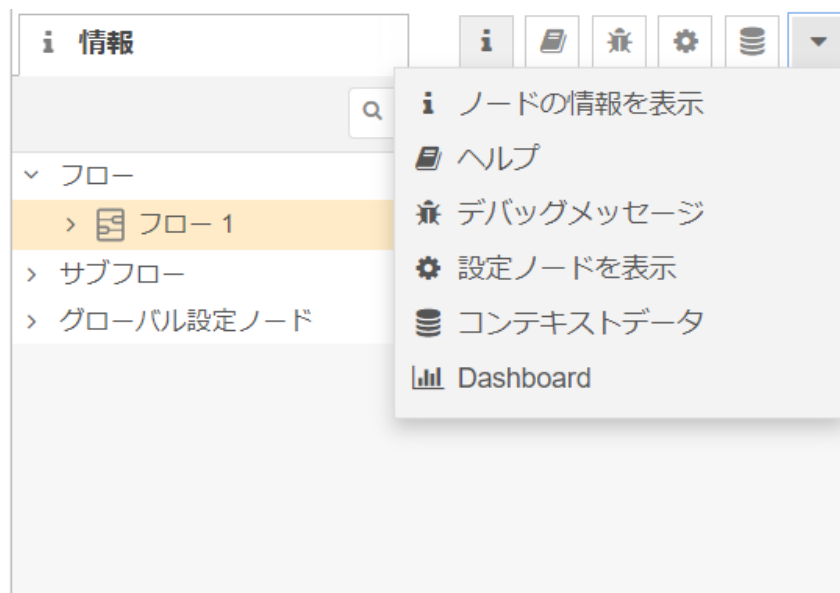 情報
ノードの情報を表示
ヘルプ
デバッグメッセージ
設定ノードを表示
コンテキストデータ
Dashboard
フロー
フロー 1
サブフロー
グローバル設定ノード